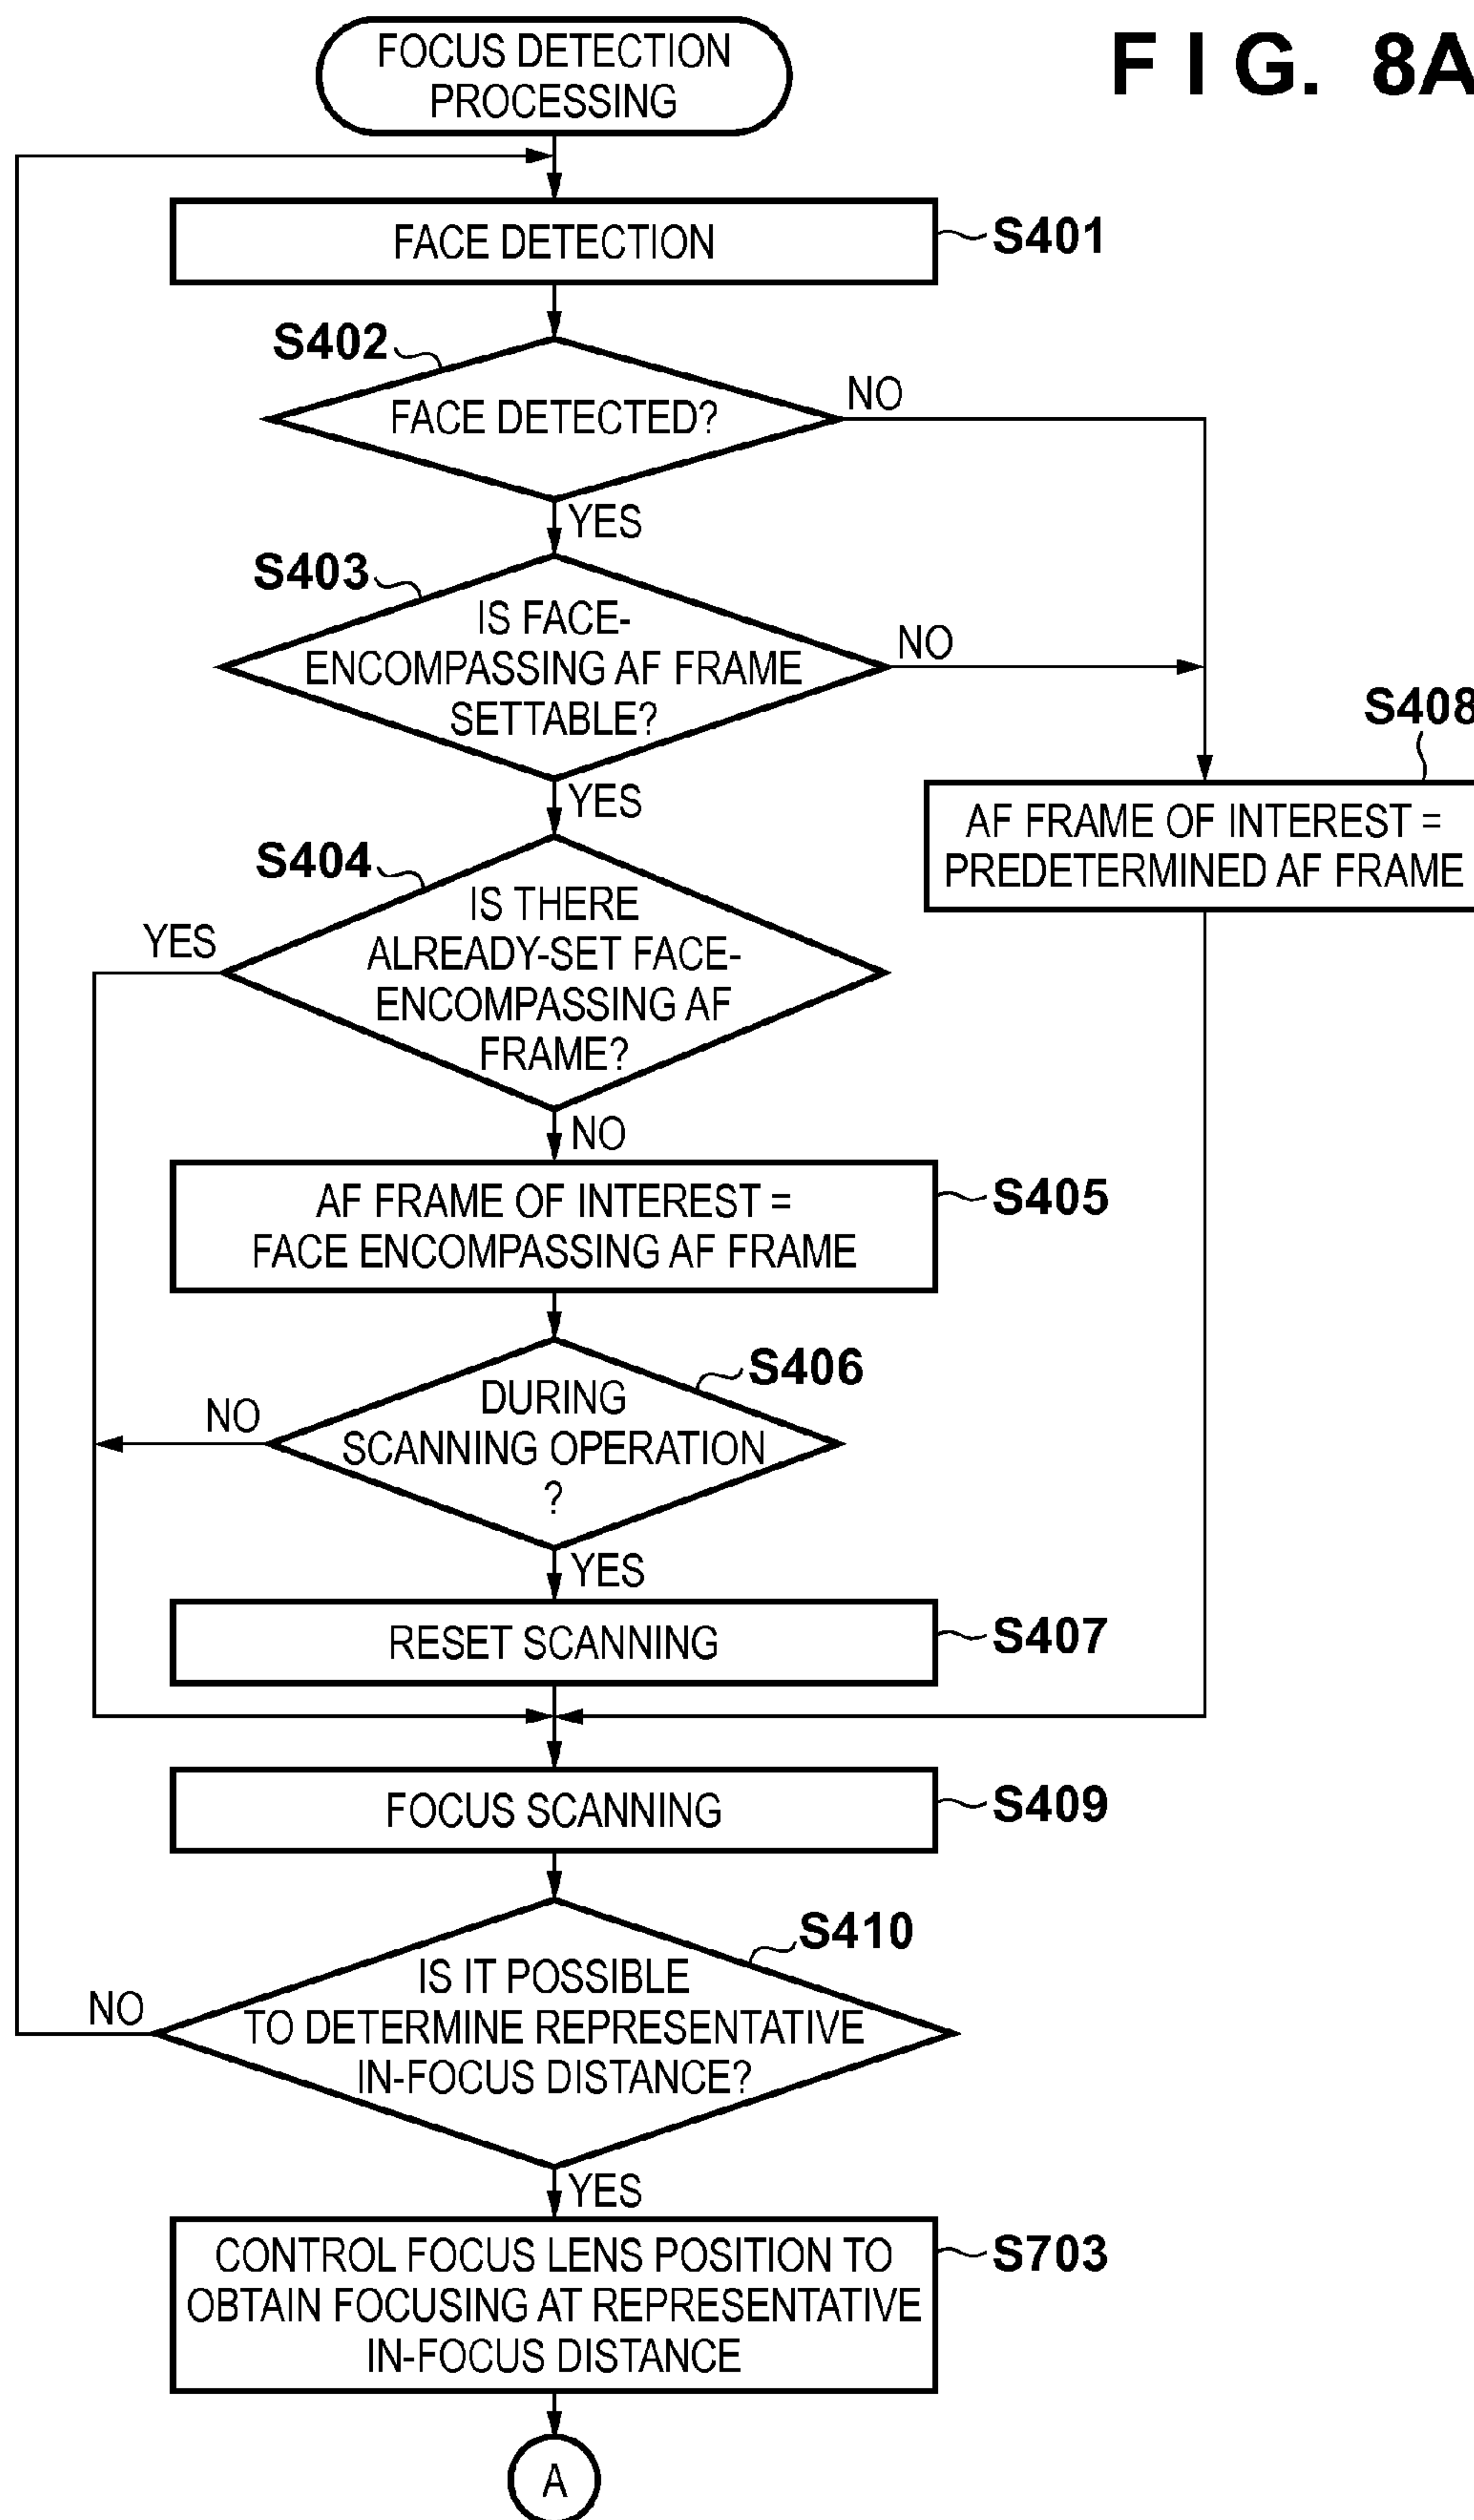 FOCUS DETECTION
PROCESSING
F I G. 8A
FACE DETECTION
S401
S402
FACE DETECTED?
NO
YES
S403
IS FACE-
ENCOMPASSING AF FRAME
SETTABLE?
NO
YES
S408
AF FRAME OF INTEREST =
PREDETERMINED AF FRAME
S404
IS THERE
ALREADY-SET FACE-
ENCOMPASSING AF
FRAME?
YES
NO
AF FRAME OF INTEREST =
FACE ENCOMPASSING AF FRAME
S405
S406
DURING
SCANNING OPERATION
?
NO
YES
RESET SCANNING
S407
FOCUS SCANNING
S409
S410
IS IT POSSIBLE
TO DETERMINE REPRESENTATIVE
IN-FOCUS DISTANCE?
NO
YES
CONTROL FOCUS LENS POSITION TO
OBTAIN FOCUSING AT REPRESENTATIVE
IN-FOCUS DISTANCE
S703
A